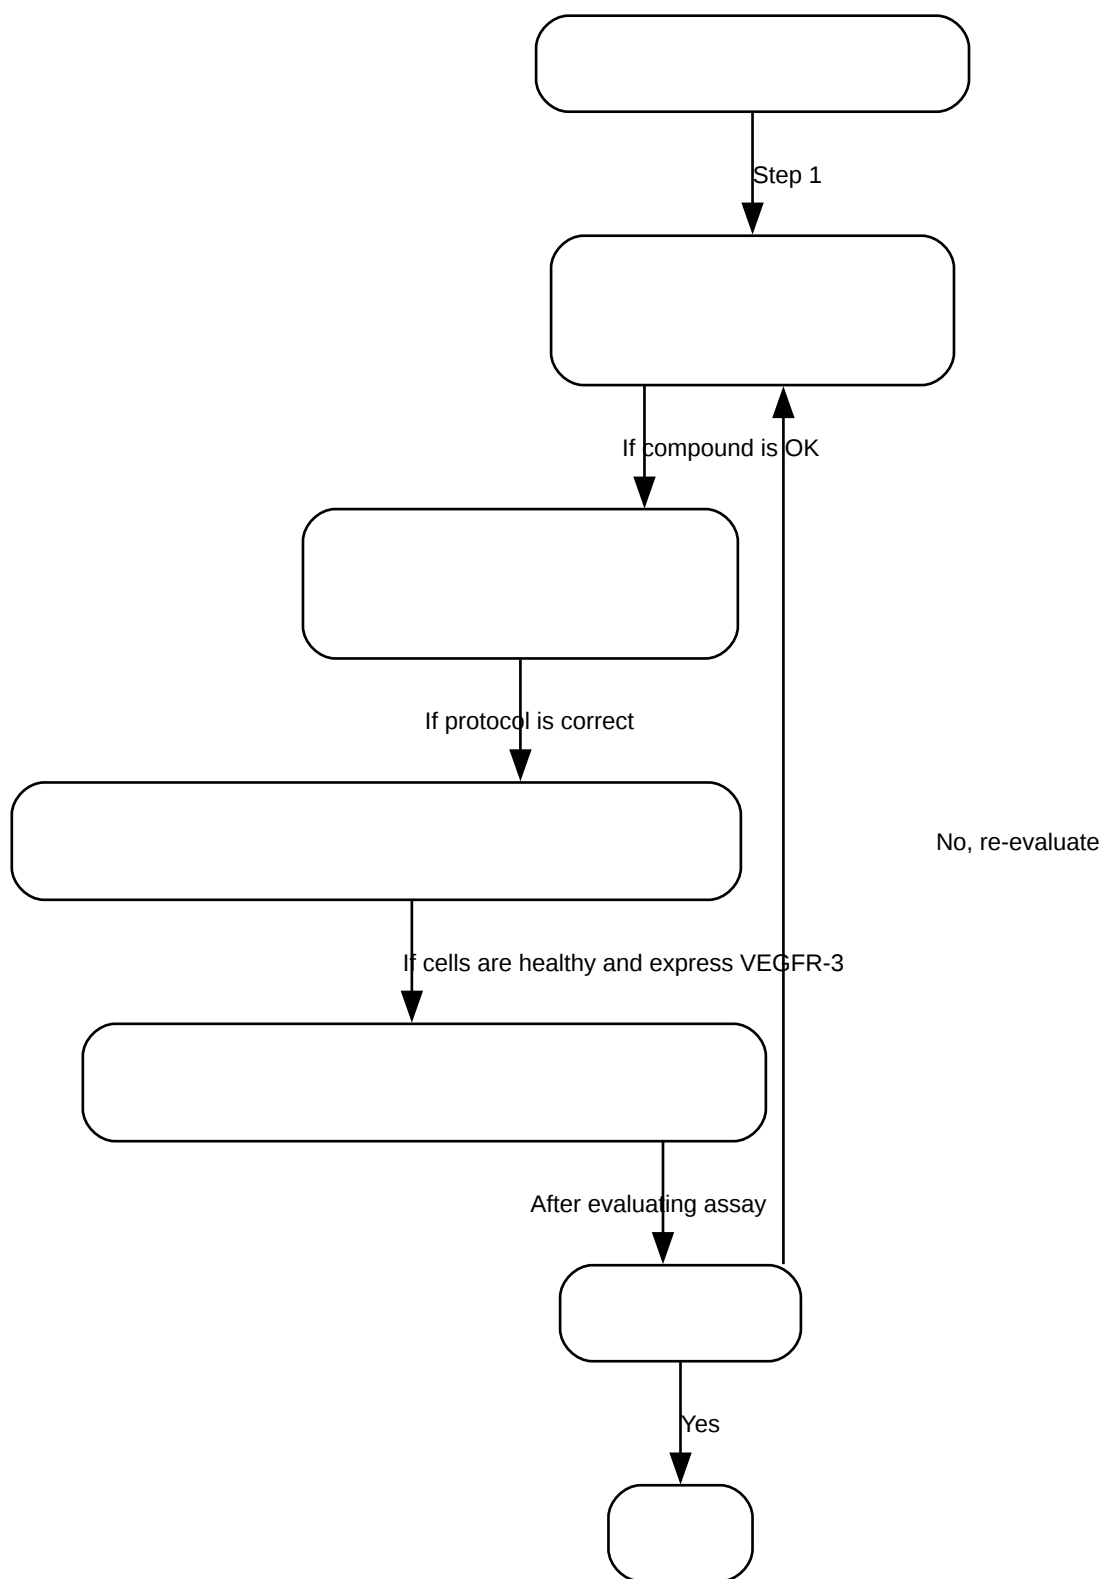 Step 1
If compound is OK
If protocol is correct
No, re-evaluate
If cells are healthy and express VEGFR-3
After evaluating assay
Yes